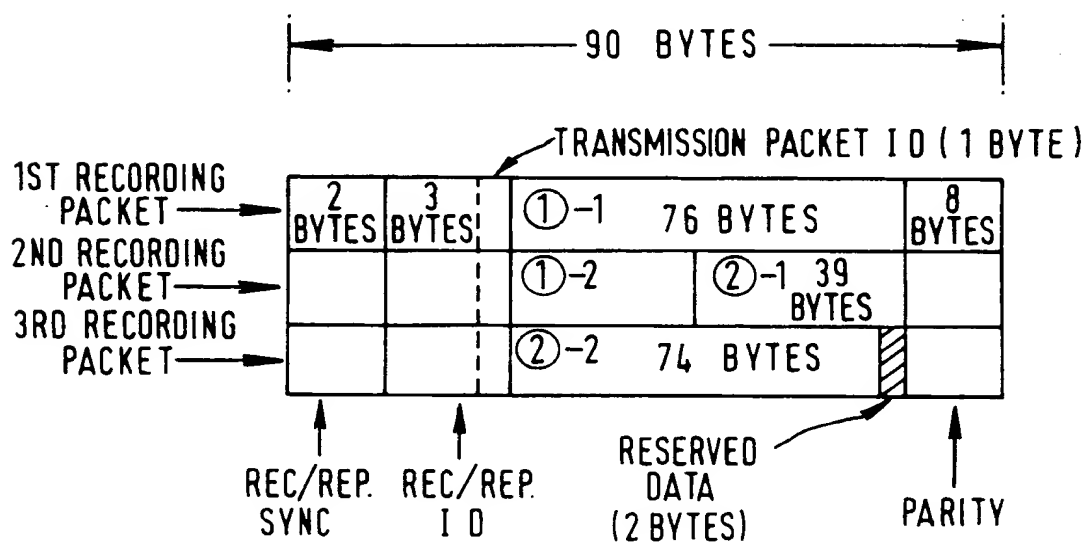 90 BYTES
TRANSMISSION PACKET ID (1 BYTE)
1ST RECORDING
PACKET
2ND RECORDING
PACKET
3RD RECORDING
PACKET
2
BYTES
3
BYTES
①-1 76 BYTES
8
BYTES
①-2
②-1 39
BYTES
②-2 74 BYTES
REC/REP.
SYNC
REC/REP.
ID
RESERVED
DATA
(2 BYTES)
PARITY